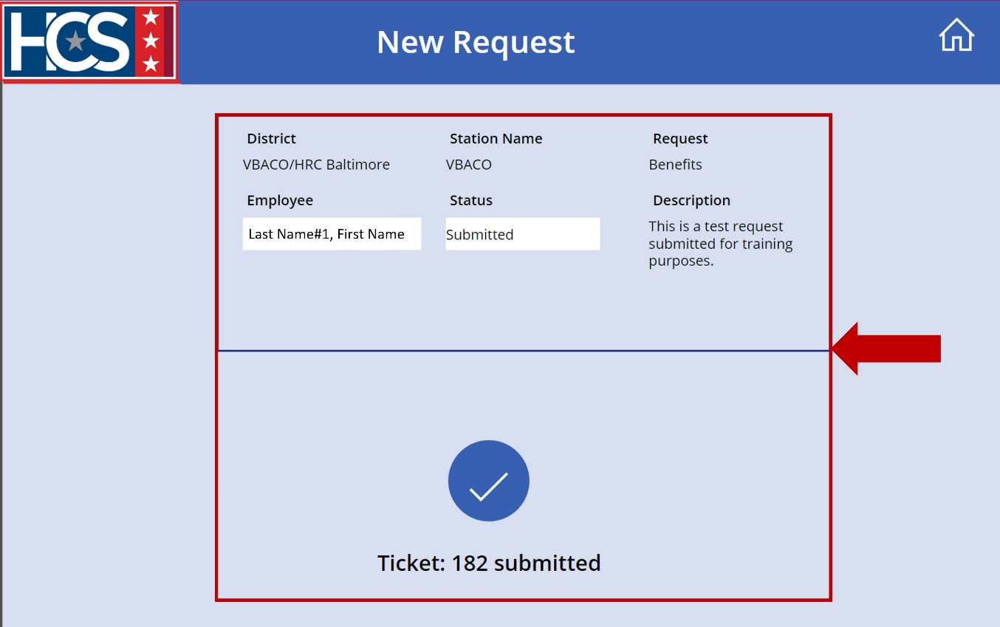 HCS
New Request
District
Station Name
Request
VBACO/HRC Baltimore
VBACO
Benefits
Employee
Status
Description
Last Name#1, First Name
Submitted
This is a test request
submitted for training
purposes.
Ticket: 182 submitted